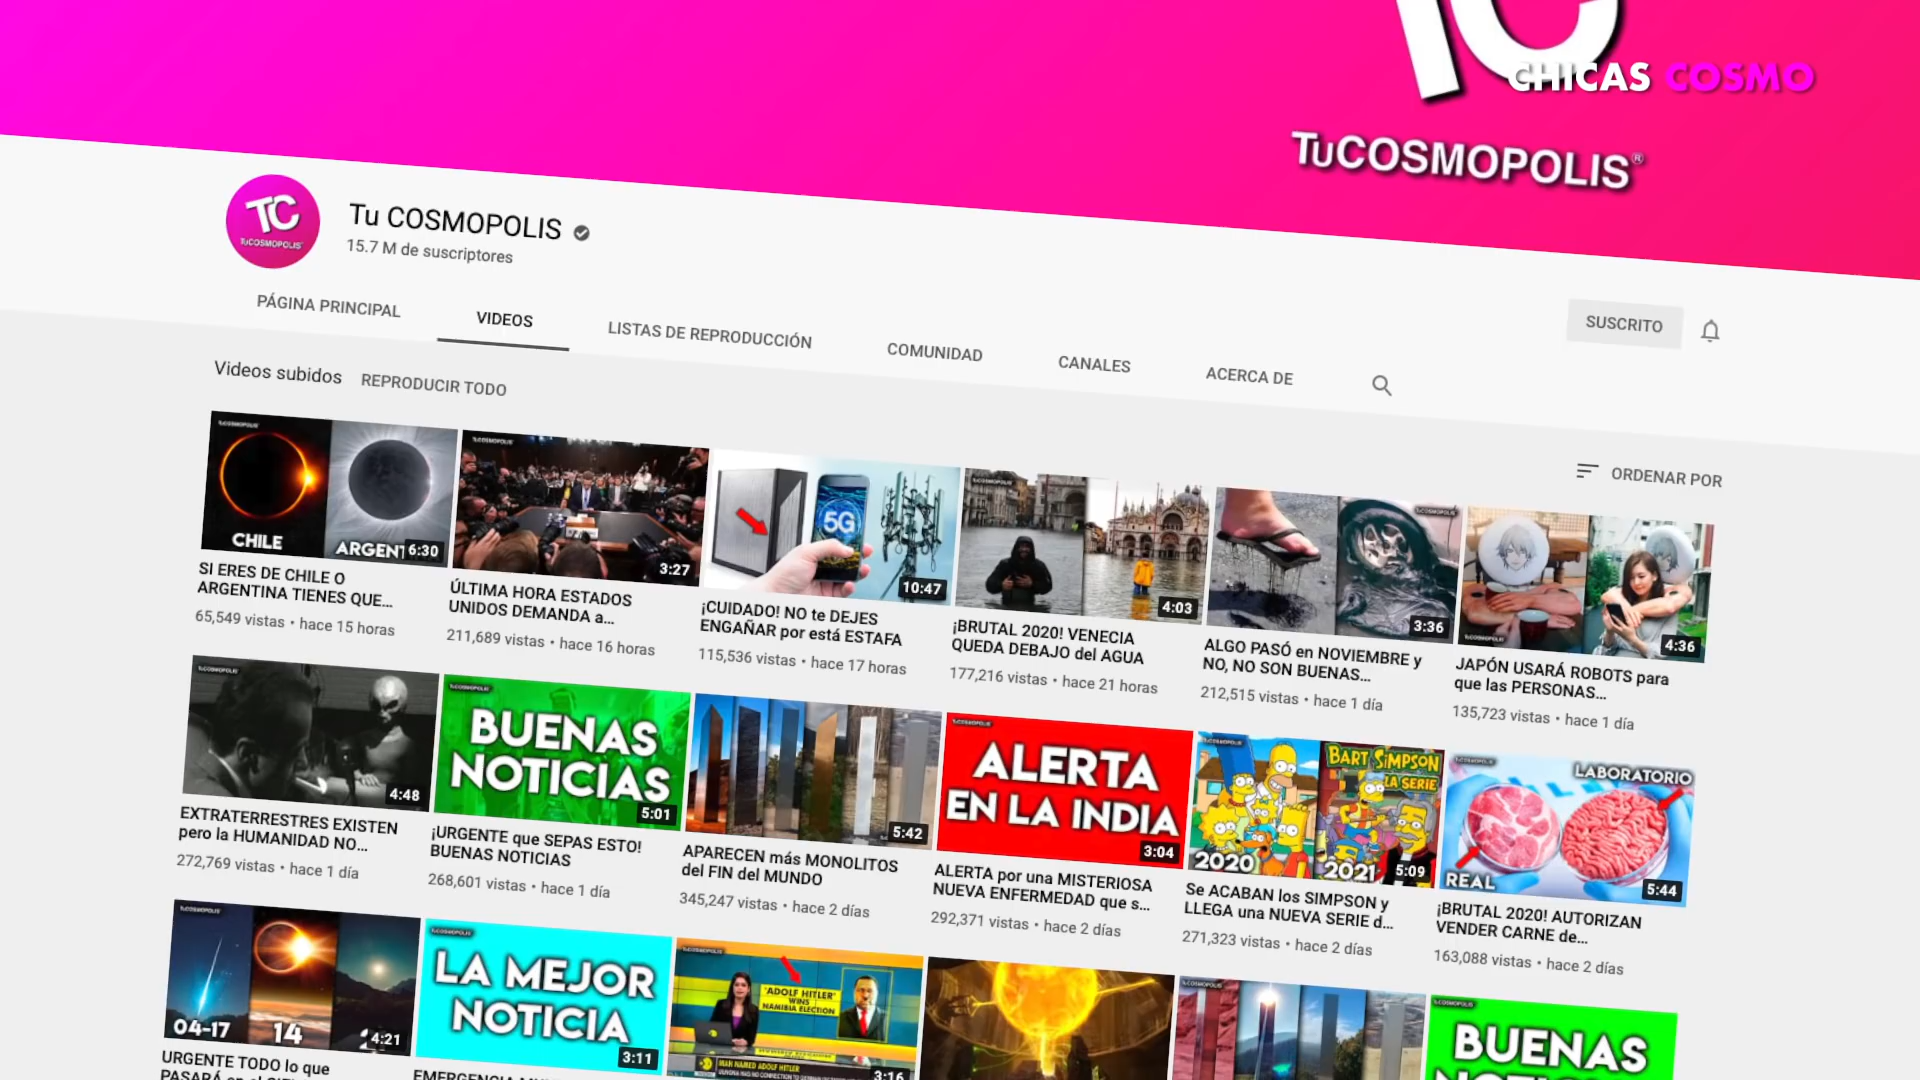 CHICAS COSMO
TuCOSMOPOLIS®
TC
TuCOSMOPOLIS
Tu COSMOPOLIS
15.7 M de suscriptores
SUSCRITO
PÁGINA PRINCIPAL
VIDEOS
LISTAS DE REPRODUCCIÓN
COMUNIDAD
CANALES
ACERCA DE
Videos subidos
REPRODUCIR TODO
ORDENAR POR
CHILE
ARGENT
6:30
SI ERES DE CHILE O
ARGENTINA TIENES QUE...
65,549 vistas • hace 15 horas
3:27
ÚLTIMA HORA ESTADOS
UNIDOS DEMANDA a...
211,689 vistas • hace 16 horas
5G
10:47
¡CUIDADO! NO te DEJES
ENGAÑAR por está ESTAFA
115,536 vistas • hace 17 horas
4:03
¡BRUTAL 2020! VENECIA
QUEDA DEBAJO del AGUA
177,216 vistas • hace 21 horas
3:36
ALGO PASÓ en NOVIEMBRE y
NO, NO SON BUENAS...
212,515 vistas • hace 1 día
4:36
JAPÓN USARÁ ROBOTS para
que las PERSONAS...
135,723 vistas • hace 1 día
4:48
EXTRATERRESTRES EXISTEN
pero la HUMANIDAD NO...
272,769 vistas • hace 1 día
BUENAS
NOTICIAS
5:01
¡URGENTE que SEPAS ESTO!
BUENAS NOTICIAS
268,601 vistas • hace 1 día
5:42
APARECEN más MONOLITOS
del FIN del MUNDO
345,247 vistas • hace 2 días
ALERTA
EN LA INDIA
3:04
ALERTA por una MISTERIOSA
NUEVA ENFERMEDAD que s...
292,371 vistas • hace 2 días
BART SIMPSON
LA SERIE
2020
2021
5:09
Se ACABAN los SIMPSON y
LLEGA una NUEVA SERIE d...
271,323 vistas • hace 2 días
LABORATORIO
REAL
5:44
¡BRUTAL 2020! AUTORIZAN
VENDER CARNE de...
163,088 vistas • hace 2 días
04-17
14
4:21
URGENTE TODO lo que
LA MEJOR
NOTICIA
3:11
"ADOLF HITLER"
WINS
NAMIBIA ELECTION
MAN NAMED ADOLF HITLER
3:16
BUENAS